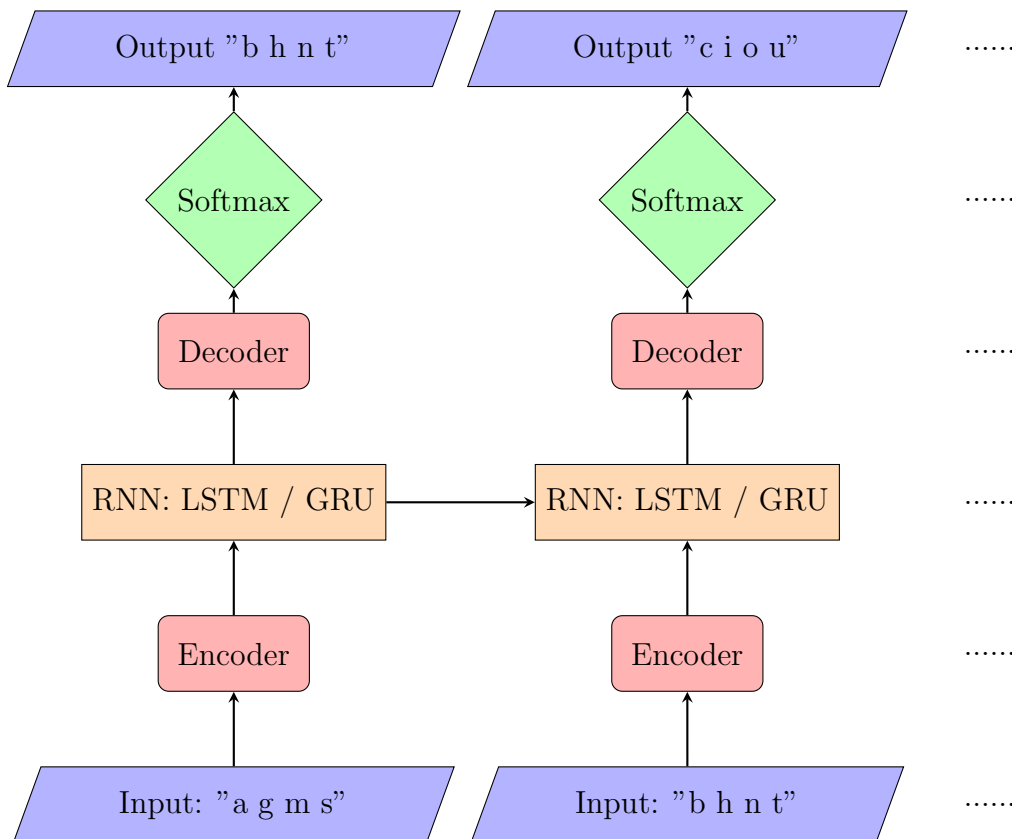 Output ”b h n t” Output ”c i o u” ......
Softmax Softmax ......
Decoder Decoder ......
RNN: LSTM / GRU RNN: LSTM / GRU ......
Encoder Encoder ......
Input: ”a g m s” Input: ”b h n t” ......